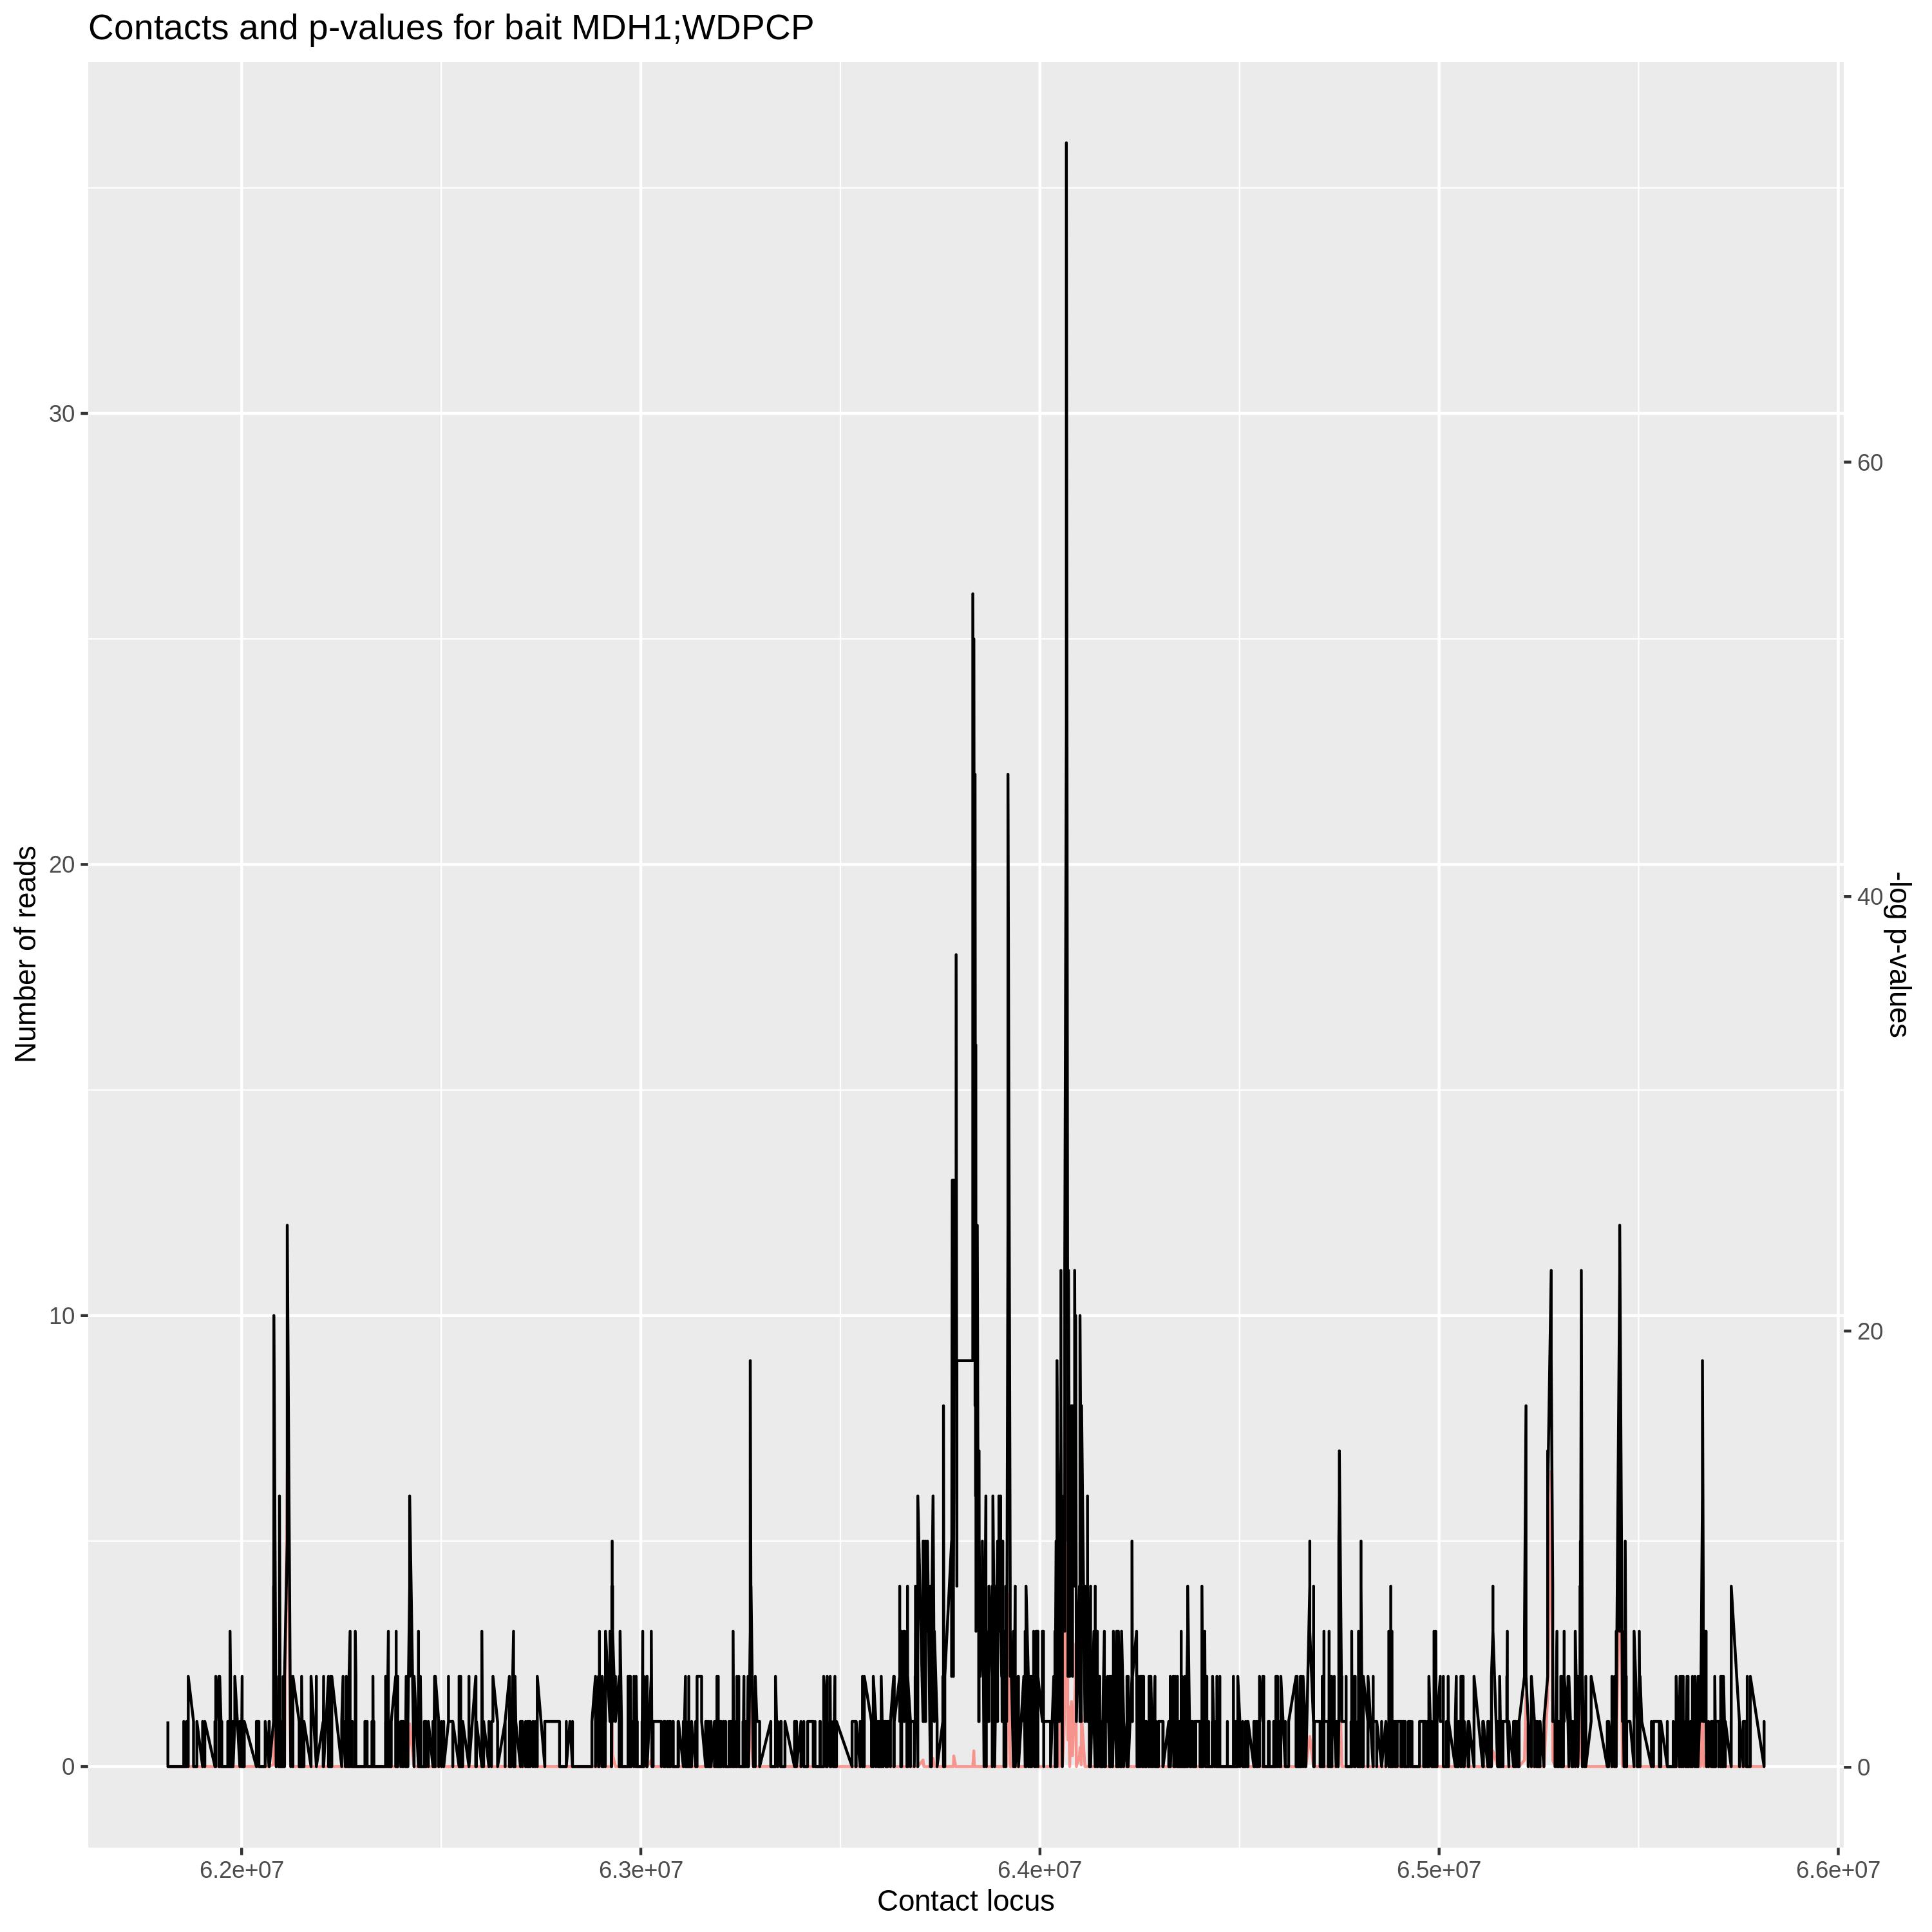 Contacts and p-values for bait MDH1;WDPCP
Number of reads
30
20
10
0
60
40
20
0
-log p-values
6.2e+07
6.3e+07
6.4e+07
6.5e+07
6.6e+07
Contact locus